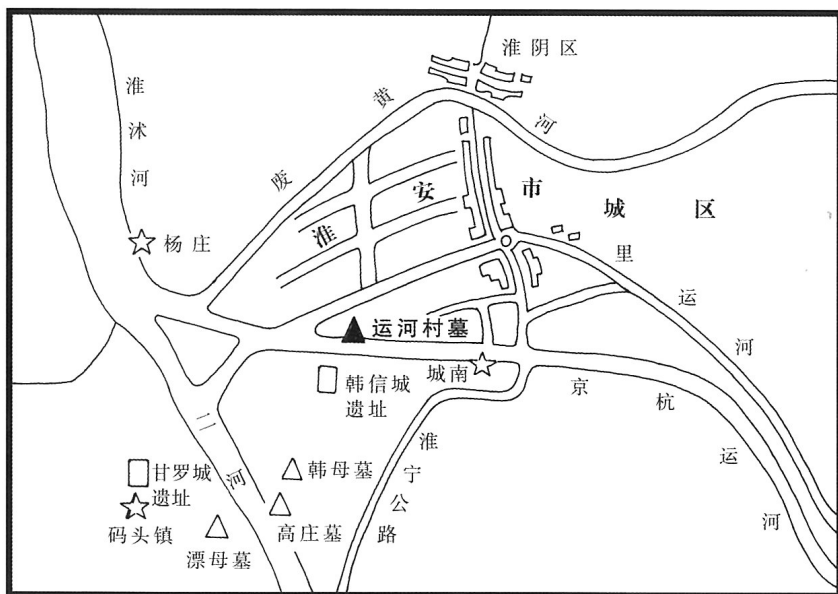 淮阴区
淮沭河
废黄河
淮安市城区
杨庄
里运河
运河村墓
城南
韩信城
遗址
京杭运河
二河
淮宁公路
甘罗城
遗址
韩母墓
码头镇
高庄墓
漂母墓